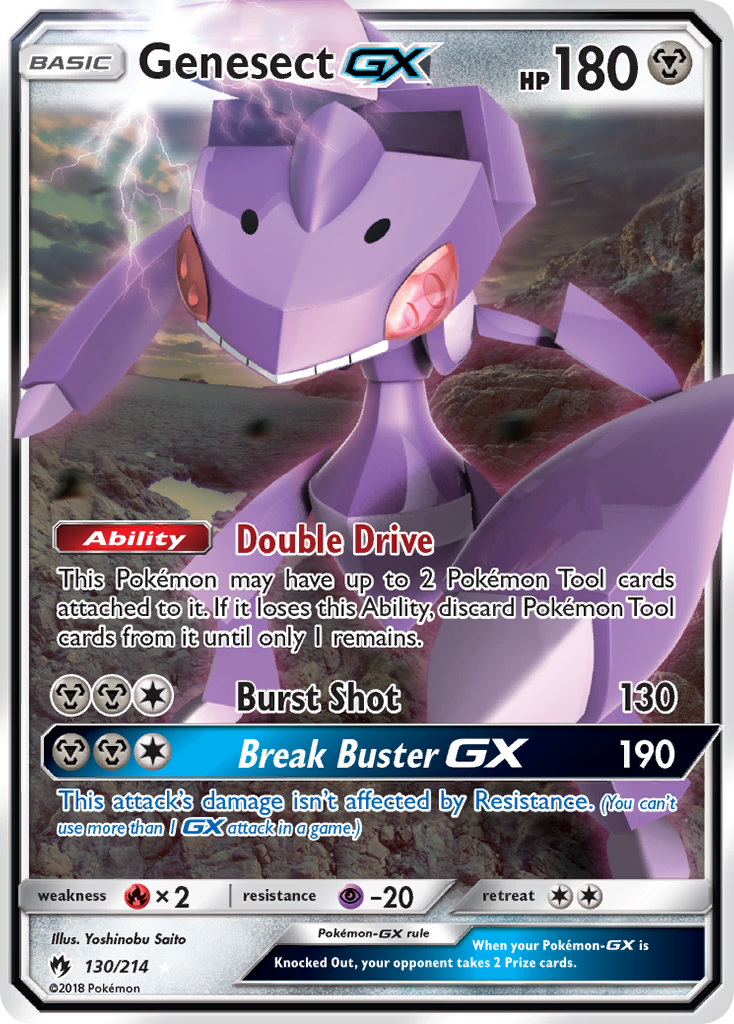 BASIC Genesect GX HP 180
Ability Double Drive
This Pokémon may have up to 2 Pokémon Tool cards
attached to it. If it loses this Ability, discard Pokémon Tool
cards from it until only 1 remains.
Burst Shot 130
Break Buster GX 190
This attack's damage isn't affected by Resistance. (You can't
use more than 1 GX attack in a game.)
weakness ×2 resistance -20 retreat
Illus. Yoshinobu Saito
Pokémon-GX rule
When your Pokémon-GX is
Knocked Out, your opponent takes 2 Prize cards.
130/214
©2018 Pokémon